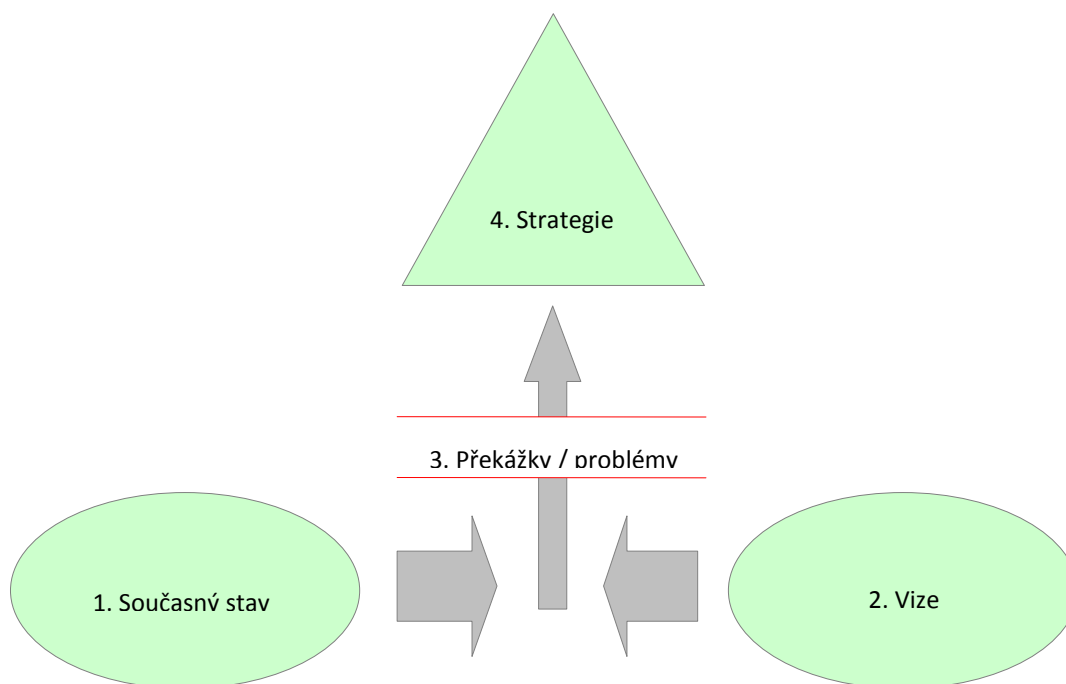 4. Strategie
3. Překážky / problémy
1. Současný stav
2. Vize